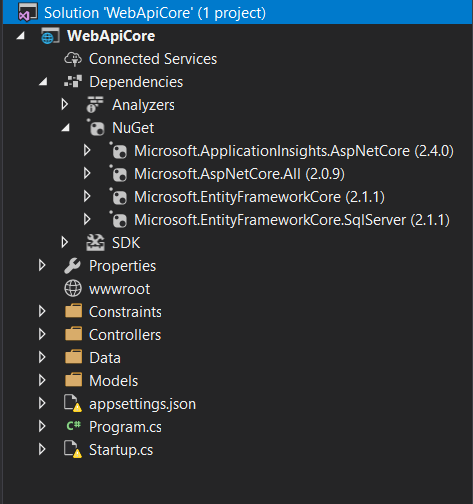 Solution 'WebApiCore' (1 project)
WebApiCore
Connected Services
Dependencies
Analyzers
NuGet
Microsoft.ApplicationInsights.AspNetCore (2.4.0)
Microsoft.AspNetCore.All (2.0.9)
Microsoft.EntityFrameworkCore (2.1.1)
Microsoft.EntityFrameworkCore.SqlServer (2.1.1)
SDK
Properties
wwwroot
Constraints
Controllers
Data
Models
appsettings.json
C# Program.cs
Startup.cs